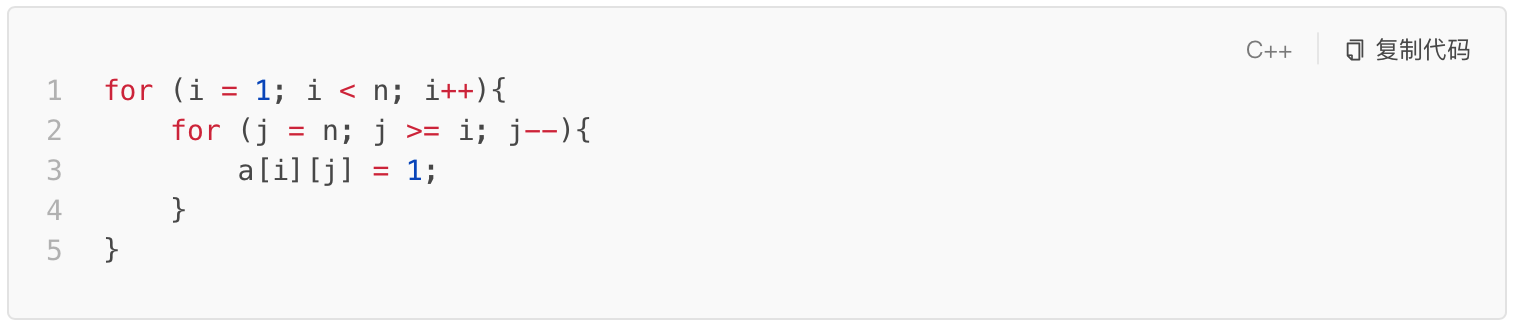 C++ 复制代码
1 for (i = 1; i < n; i++){
2     for (j = n; j >= i; j--){
3         a[i][j] = 1;
4     }
5 }